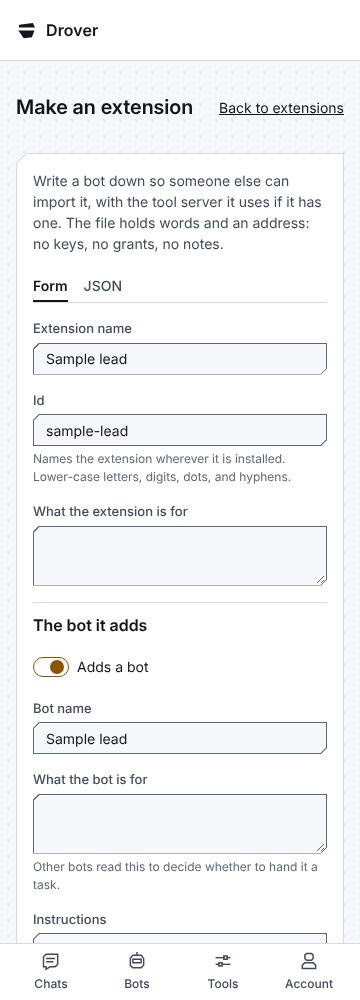 Drover
Make an extension
Back to extensions
Write a bot down so someone else can
import it, with the tool server it uses if it has
one. The file holds words and an address:
no keys, no grants, no notes.
Form
JSON
Extension name
Sample lead
Id
sample-lead
Names the extension wherever it is installed.
Lower-case letters, digits, dots, and hyphens.
What the extension is for
The bot it adds
Adds a bot
Bot name
Sample lead
What the bot is for
Other bots read this to decide whether to hand it a
task.
Instructions
Chats
Bots
Tools
Account